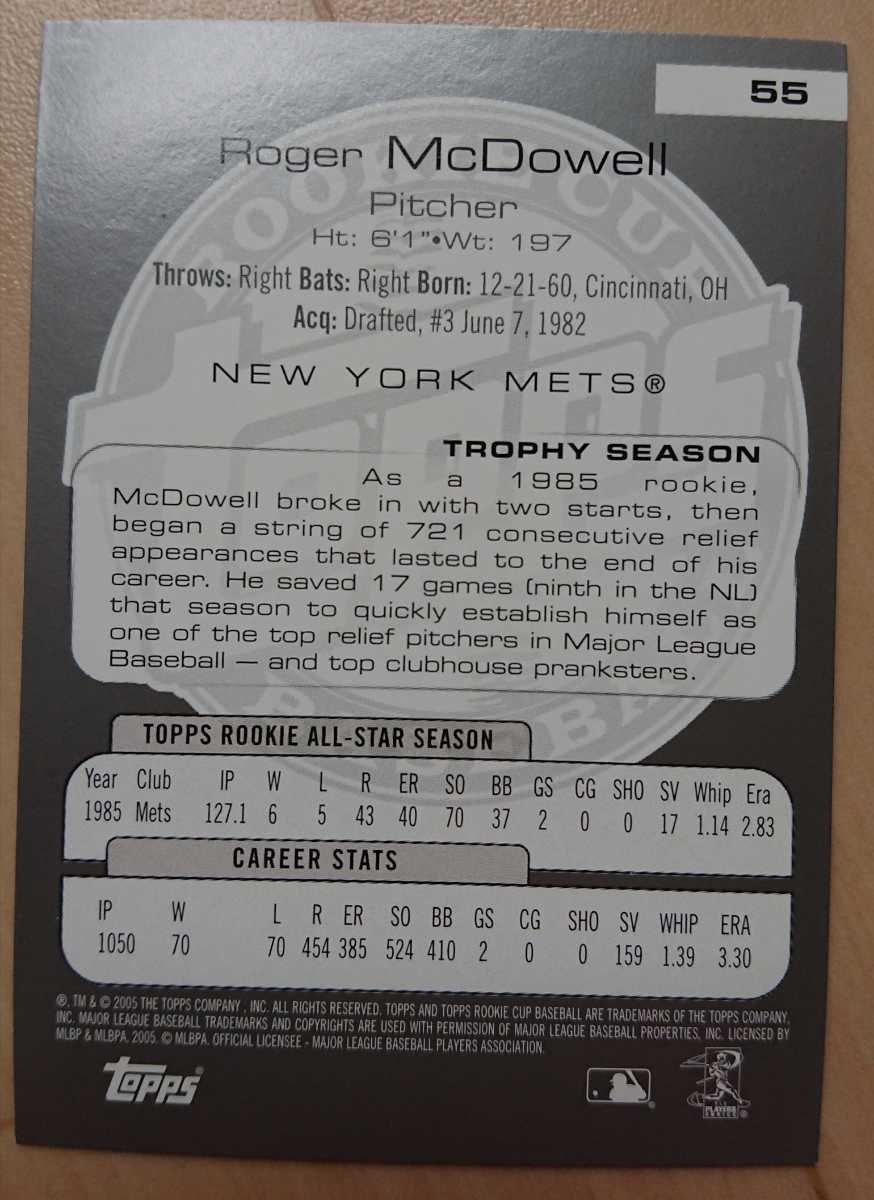 55
Roger McDowell
Pitcher
Ht: 6'1"•Wt: 197
Throws: Right Bats: Right Born: 12-21-60, Cincinnati, OH
Acq: Drafted, #3 June 7, 1982
NEW YORK METS®
TROPHY SEASON
As a 1985 rookie,
McDowell broke in with two starts, then
began a string of 721 consecutive relief
appearances that lasted to the end of his
career. He saved 17 games (ninth in the NL)
that season to quickly establish himself as
one of the top relief pitchers in Major League
Baseball — and top clubhouse pranksters.
TOPPS ROOKIE ALL-STAR SEASON
Year Club IP W L R ER SO BB GS CG SHO SV Whip Era
1985 Mets 127.1 6 5 43 40 70 37 2 0 0 17 1.14 2.83
CAREER STATS
IP W L R ER SO BB GS CG SHO SV WHIP ERA
1050 70 70 454 385 524 410 2 0 0 159 1.39 3.30
®, TM & © 2005 THE TOPPS COMPANY , INC. ALL RIGHTS RESERVED. TOPPS AND TOPPS ROOKIE CUP BASEBALL ARE TRADEMARKS OF THE TOPPS COMPANY,
INC. MAJOR LEAGUE BASEBALL TRADEMARKS AND COPYRIGHTS ARE USED WITH PERMISSION OF MAJOR LEAGUE BASEBALL PROPERTIES, INC. LICENSED BY
MLBP & MLBPA, 2005. © MLBPA. OFFICIAL LICENSEE - MAJOR LEAGUE BASEBALL PLAYERS ASSOCIATION.
Topps®
PLAYERS